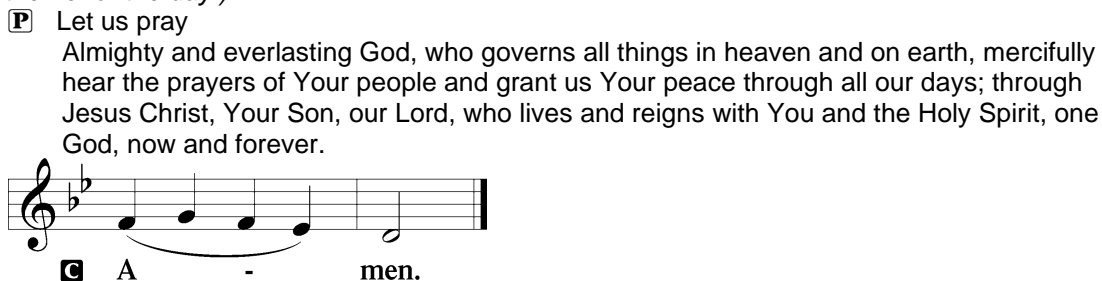 P Let us pray
Almighty and everlasting God, who governs all things in heaven and on earth, mercifully
hear the prayers of Your people and grant us Your peace through all our days; through
Jesus Christ, Your Son, our Lord, who lives and reigns with You and the Holy Spirit, one
God, now and forever.
C A - men.